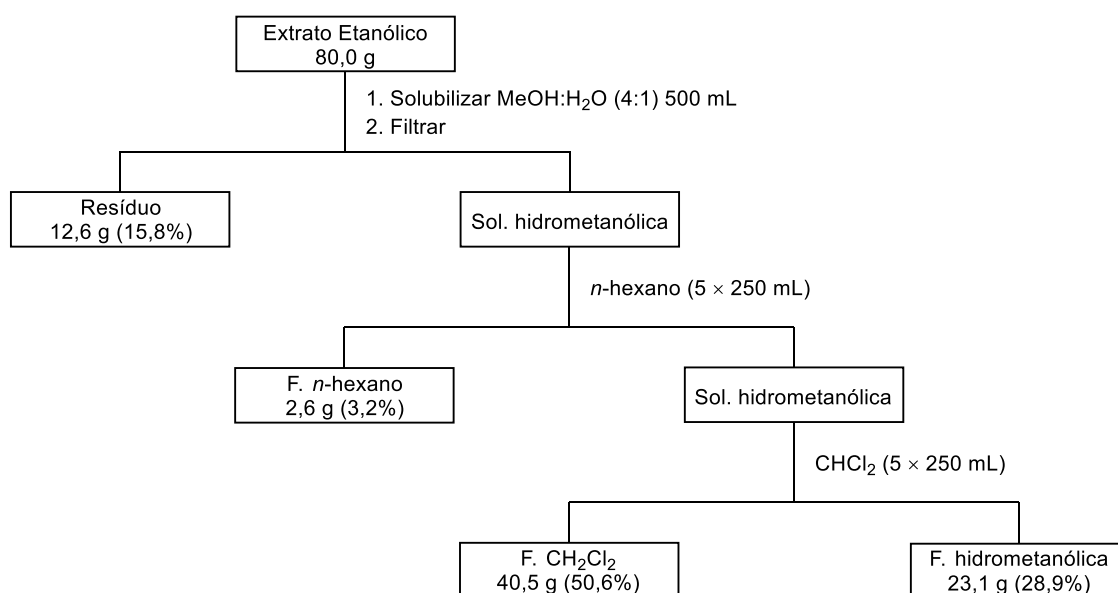 Extrato Etanólico
80,0 g
1. Solubilizar MeOH:H₂O (4:1) 500 mL
2. Filtrar
Resíduo
12,6 g (15,8%)
Sol. hidrometanólica
n-hexano (5 × 250 mL)
F. n-hexano
2,6 g (3,2%)
Sol. hidrometanólica
CHCl₂ (5 × 250 mL)
F. CH₂Cl₂
40,5 g (50,6%)
F. hidrometanólica
23,1 g (28,9%)